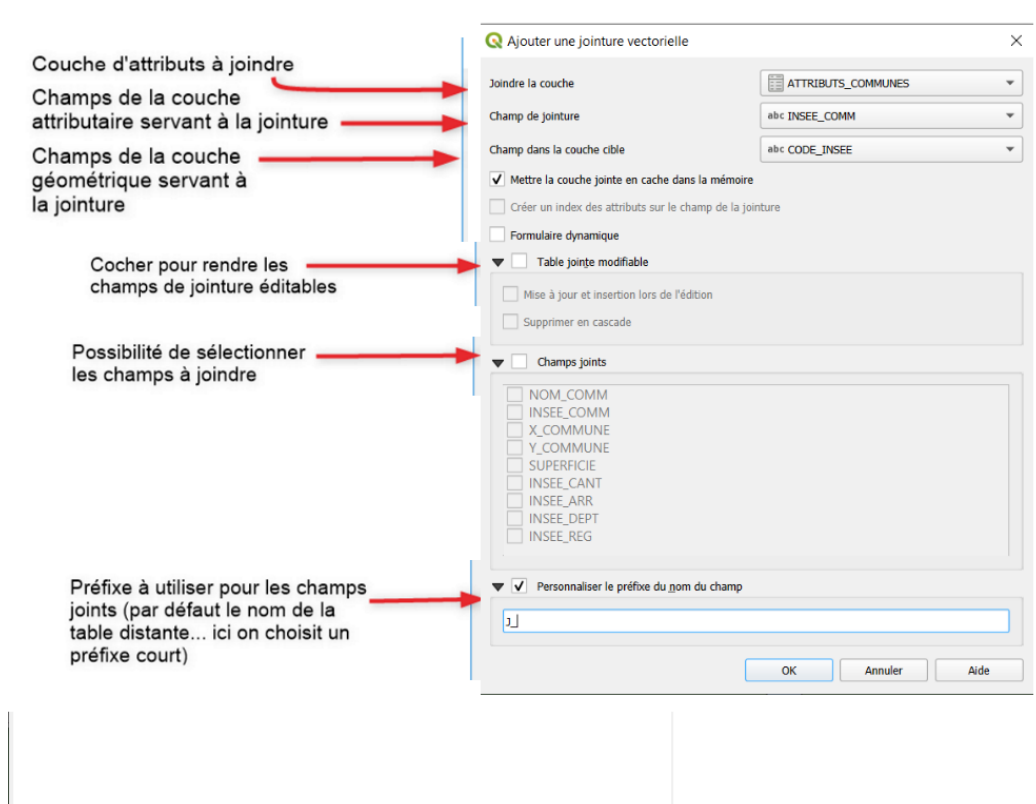 Ajouter une jointure vectorielle
Couche d'attributs à joindre
Champs de la couche
attributaire servant à la jointure
Champs de la couche
géométrique servant à
la jointure
Joindre la couche
ATTRIBUTS_COMMUNES
Champ de jointure
abc INSEE_COMM
Champ dans la couche cible
abc CODE_INSEE
Mettre la couche jointe en cache dans la mémoire
Créer un index des attributs sur le champ de la jointure
Formulaire dynamique
Cocher pour rendre les
champs de jointure éditables
Table jointe modifiable
Mise à jour et insertion lors de l'édition
Supprimer en cascade
Possibilité de sélectionner
les champs à joindre
Champs joints
NOM_COMM
INSEE_COMM
X_COMMUNE
Y_COMMUNE
SUPERFICIE
INSEE_CANT
INSEE_ARR
INSEE_DEPT
INSEE_REG
Préfixe à utiliser pour les champs
joints (par défaut le nom de la
table distante... ici on choisit un
préfixe court)
Personnaliser le préfixe du nom du champ
J_
OK
Annuler
Aide